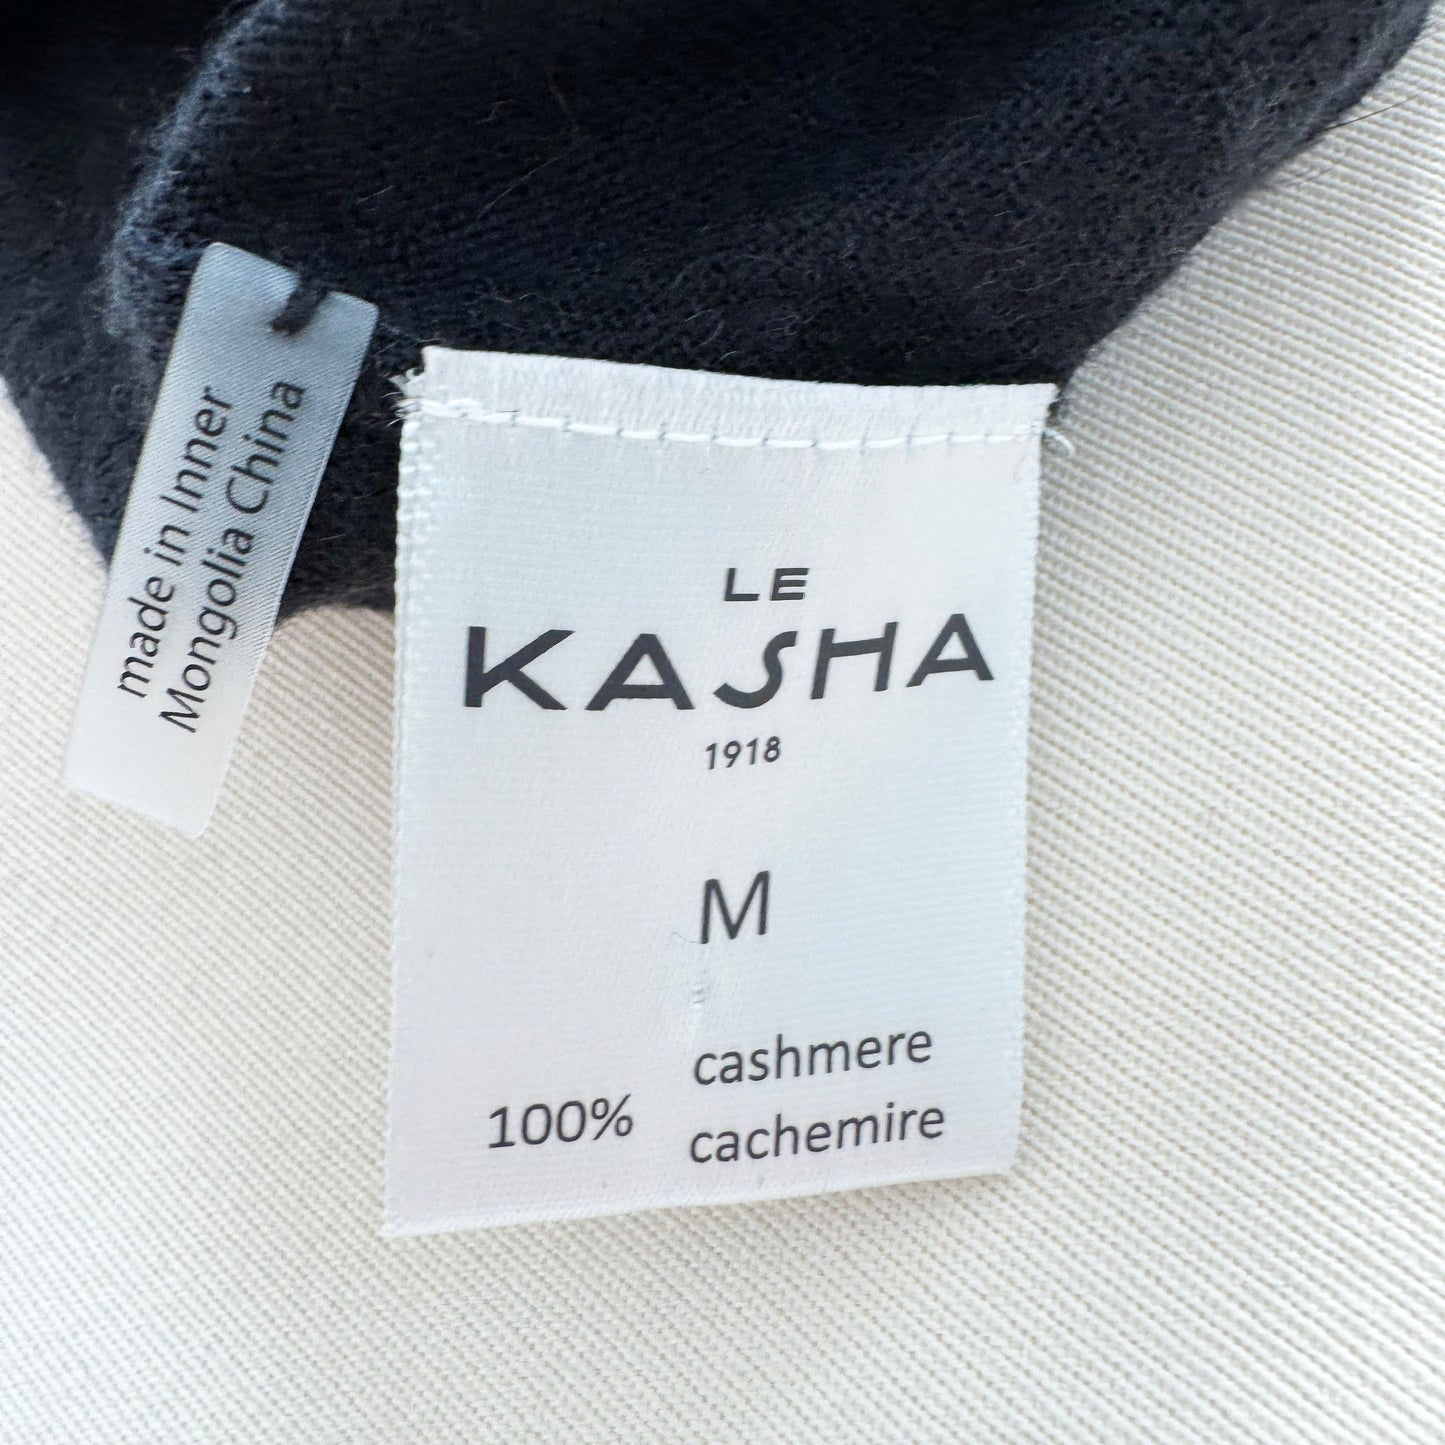 made in Inner
Mongolia China
LE
KASHA
1918
M
100%
cashmere
cachemire